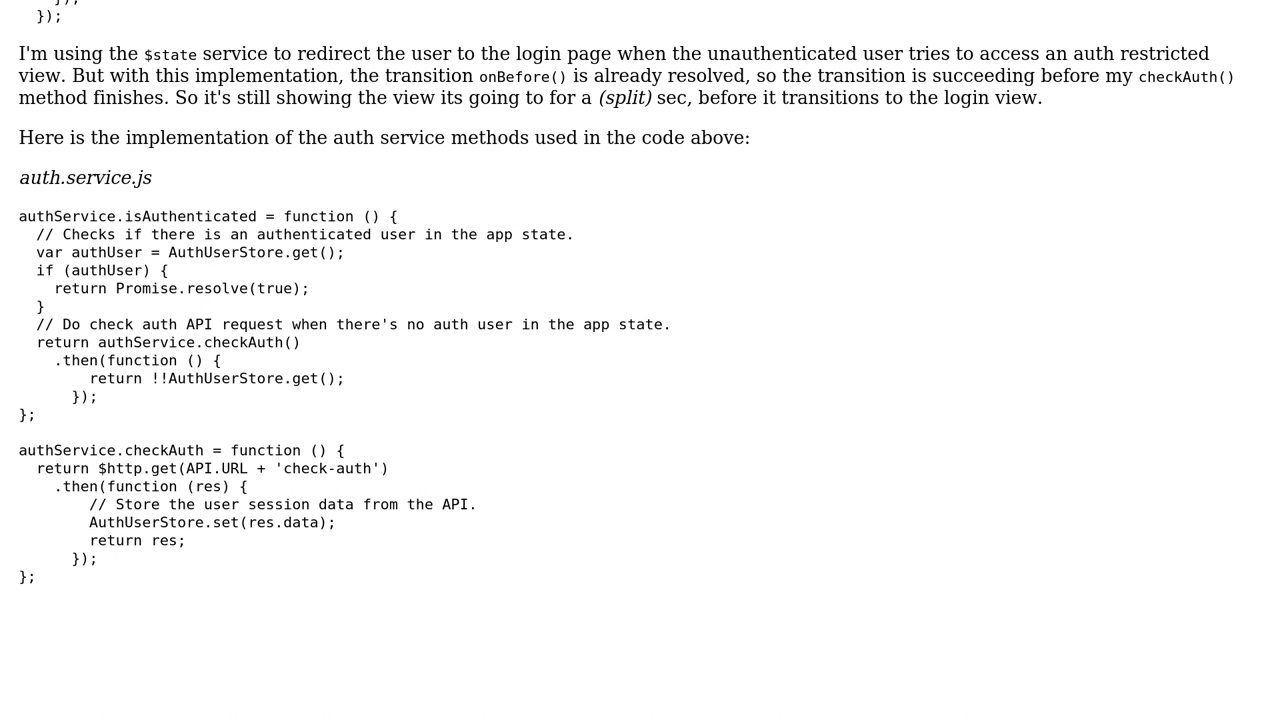 });
});
I'm using the $state service to redirect the user to the login page when the unauthenticated user tries to access an auth restricted
view. But with this implementation, the transition onBefore() is already resolved, so the transition is succeeding before my checkAuth()
method finishes. So it's still showing the view its going to for a (split) sec, before it transitions to the login view.
Here is the implementation of the auth service methods used in the code above:
auth.service.js
authService.isAuthenticated = function () {
  // Checks if there is an authenticated user in the app state.
  var authUser = AuthUserStore.get();
  if (authUser) {
    return Promise.resolve(true);
  }
  // Do check auth API request when there's no auth user in the app state.
  return authService.checkAuth()
    .then(function () {
        return !!AuthUserStore.get();
      });
};
authService.checkAuth = function () {
  return $http.get(API.URL + 'check-auth')
    .then(function (res) {
        // Store the user session data from the API.
        AuthUserStore.set(res.data);
        return res;
      });
};